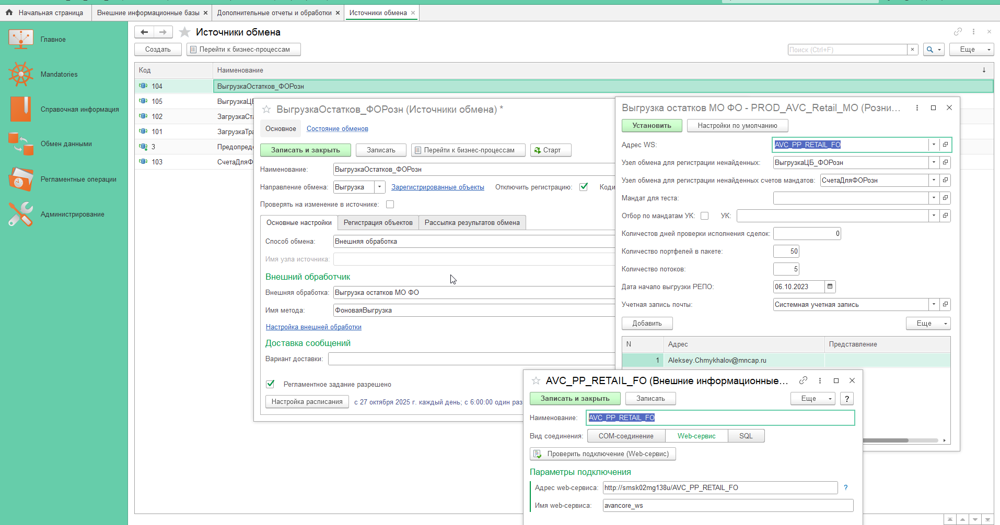 Начальная страница
Внешние информационные базы ×
Дополнительные отчеты и обработки ×
Источники обмена ×
Главное
Mandatories
Справочная информация
Обмен данными
Регламентные операции
Администрирование
Источники обмена
Создать
Перейти к бизнес-процессам
Поиск (Ctrl+F)
×
Еще
Код Наименование
104 ВыгрузкаОстатков_ФОРозн
105 ВыгрузкаЦБ
102 ЗагрузкаСта
101 ЗагрузкаТра
3 Предопреде
103 СчетаДляФ
ВыгрузкаОстатков_ФОРозн (Источники обмена) *
Основное Состояние обменов
Записать и закрыть Записать Перейти к бизнес-процессам Старт
Наименование: ВыгрузкаОстатков_ФОРозн
Направление обмена: Выгрузка Зарегистрированные объекты Отключить регистрацию: Коди
Проверять на изменение в источнике:
Основные настройки Регистрация объектов Рассылка результатов обмена
Способ обмена: Внешняя обработка
Имя узла источника:
Внешний обработчик
Внешняя обработка: Выгрузка остатков МО ФО
Имя метода: ФоноваяВыгрузка
Настройка внешней обработки
Доставка сообщений
Вариант доставки:
Регламентное задание разрешено
Настройка расписания с 27 октября 2025 г. каждый день; с 6:00:00 один раз
Выгрузка остатков МО ФО - PROD_AVC_Retail_MO (Розни...
Установить Настройки по умолчанию
Адрес WS: AVC_PP_RETAIL_FO
Узел обмена для регистрации ненайденных: ВыгрузкаЦБ_ФОРозн
Узел обмена для регистрации ненайденных счетов мандатов: СчетаДляФОРозн
Мандат для теста:
Отбор по мандатам УК: УК:
Количестов дней проверки исполнения сделок: 0
Количество портфелей в пакете: 50
Количество потоков: 5
Дата начало выгрузки РЕПО: 06.10.2023
Учетная запись почты: Системная учетная запись
Добавить Еще
N Адрес Представление
1 Aleksey.Chmykhalov@mncap.ru
AVC_PP_RETAIL_FO (Внешние информационные...
Записать и закрыть Записать Еще ?
Наименование: AVC_PP_RETAIL_FO
Вид соединения: COM-соединение Web-сервис SQL
Проверить подключение (Web-сервис)
Параметры подключения
Адрес web-сервиса: http://smsk02mg138u/AVC_PP_RETAIL_FO ?
Имя web-сервиса: avancore_ws